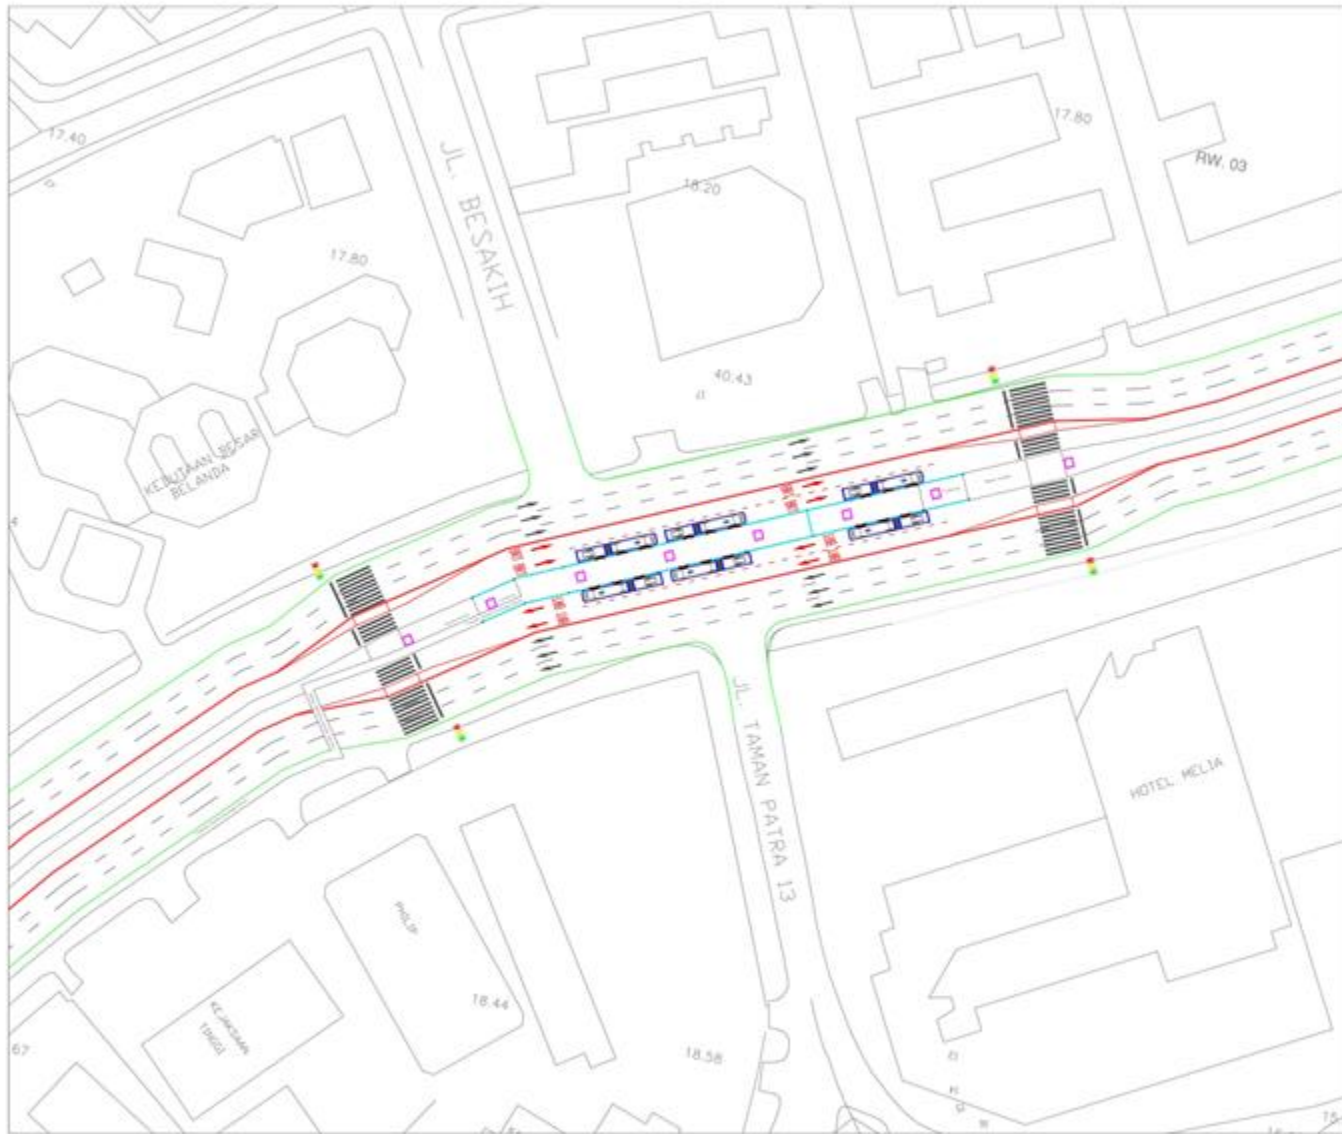 17.40
JL. BESAKIH
18.20
17.80
RW. 03
17.80
40.43
KEDUTAAN BESAR
BELANDA
JL. TAMAN PATRA 13
HOTEL MELIA
PHILIP
KEJAKSAAN
TINGGI
18.44
18.58
67